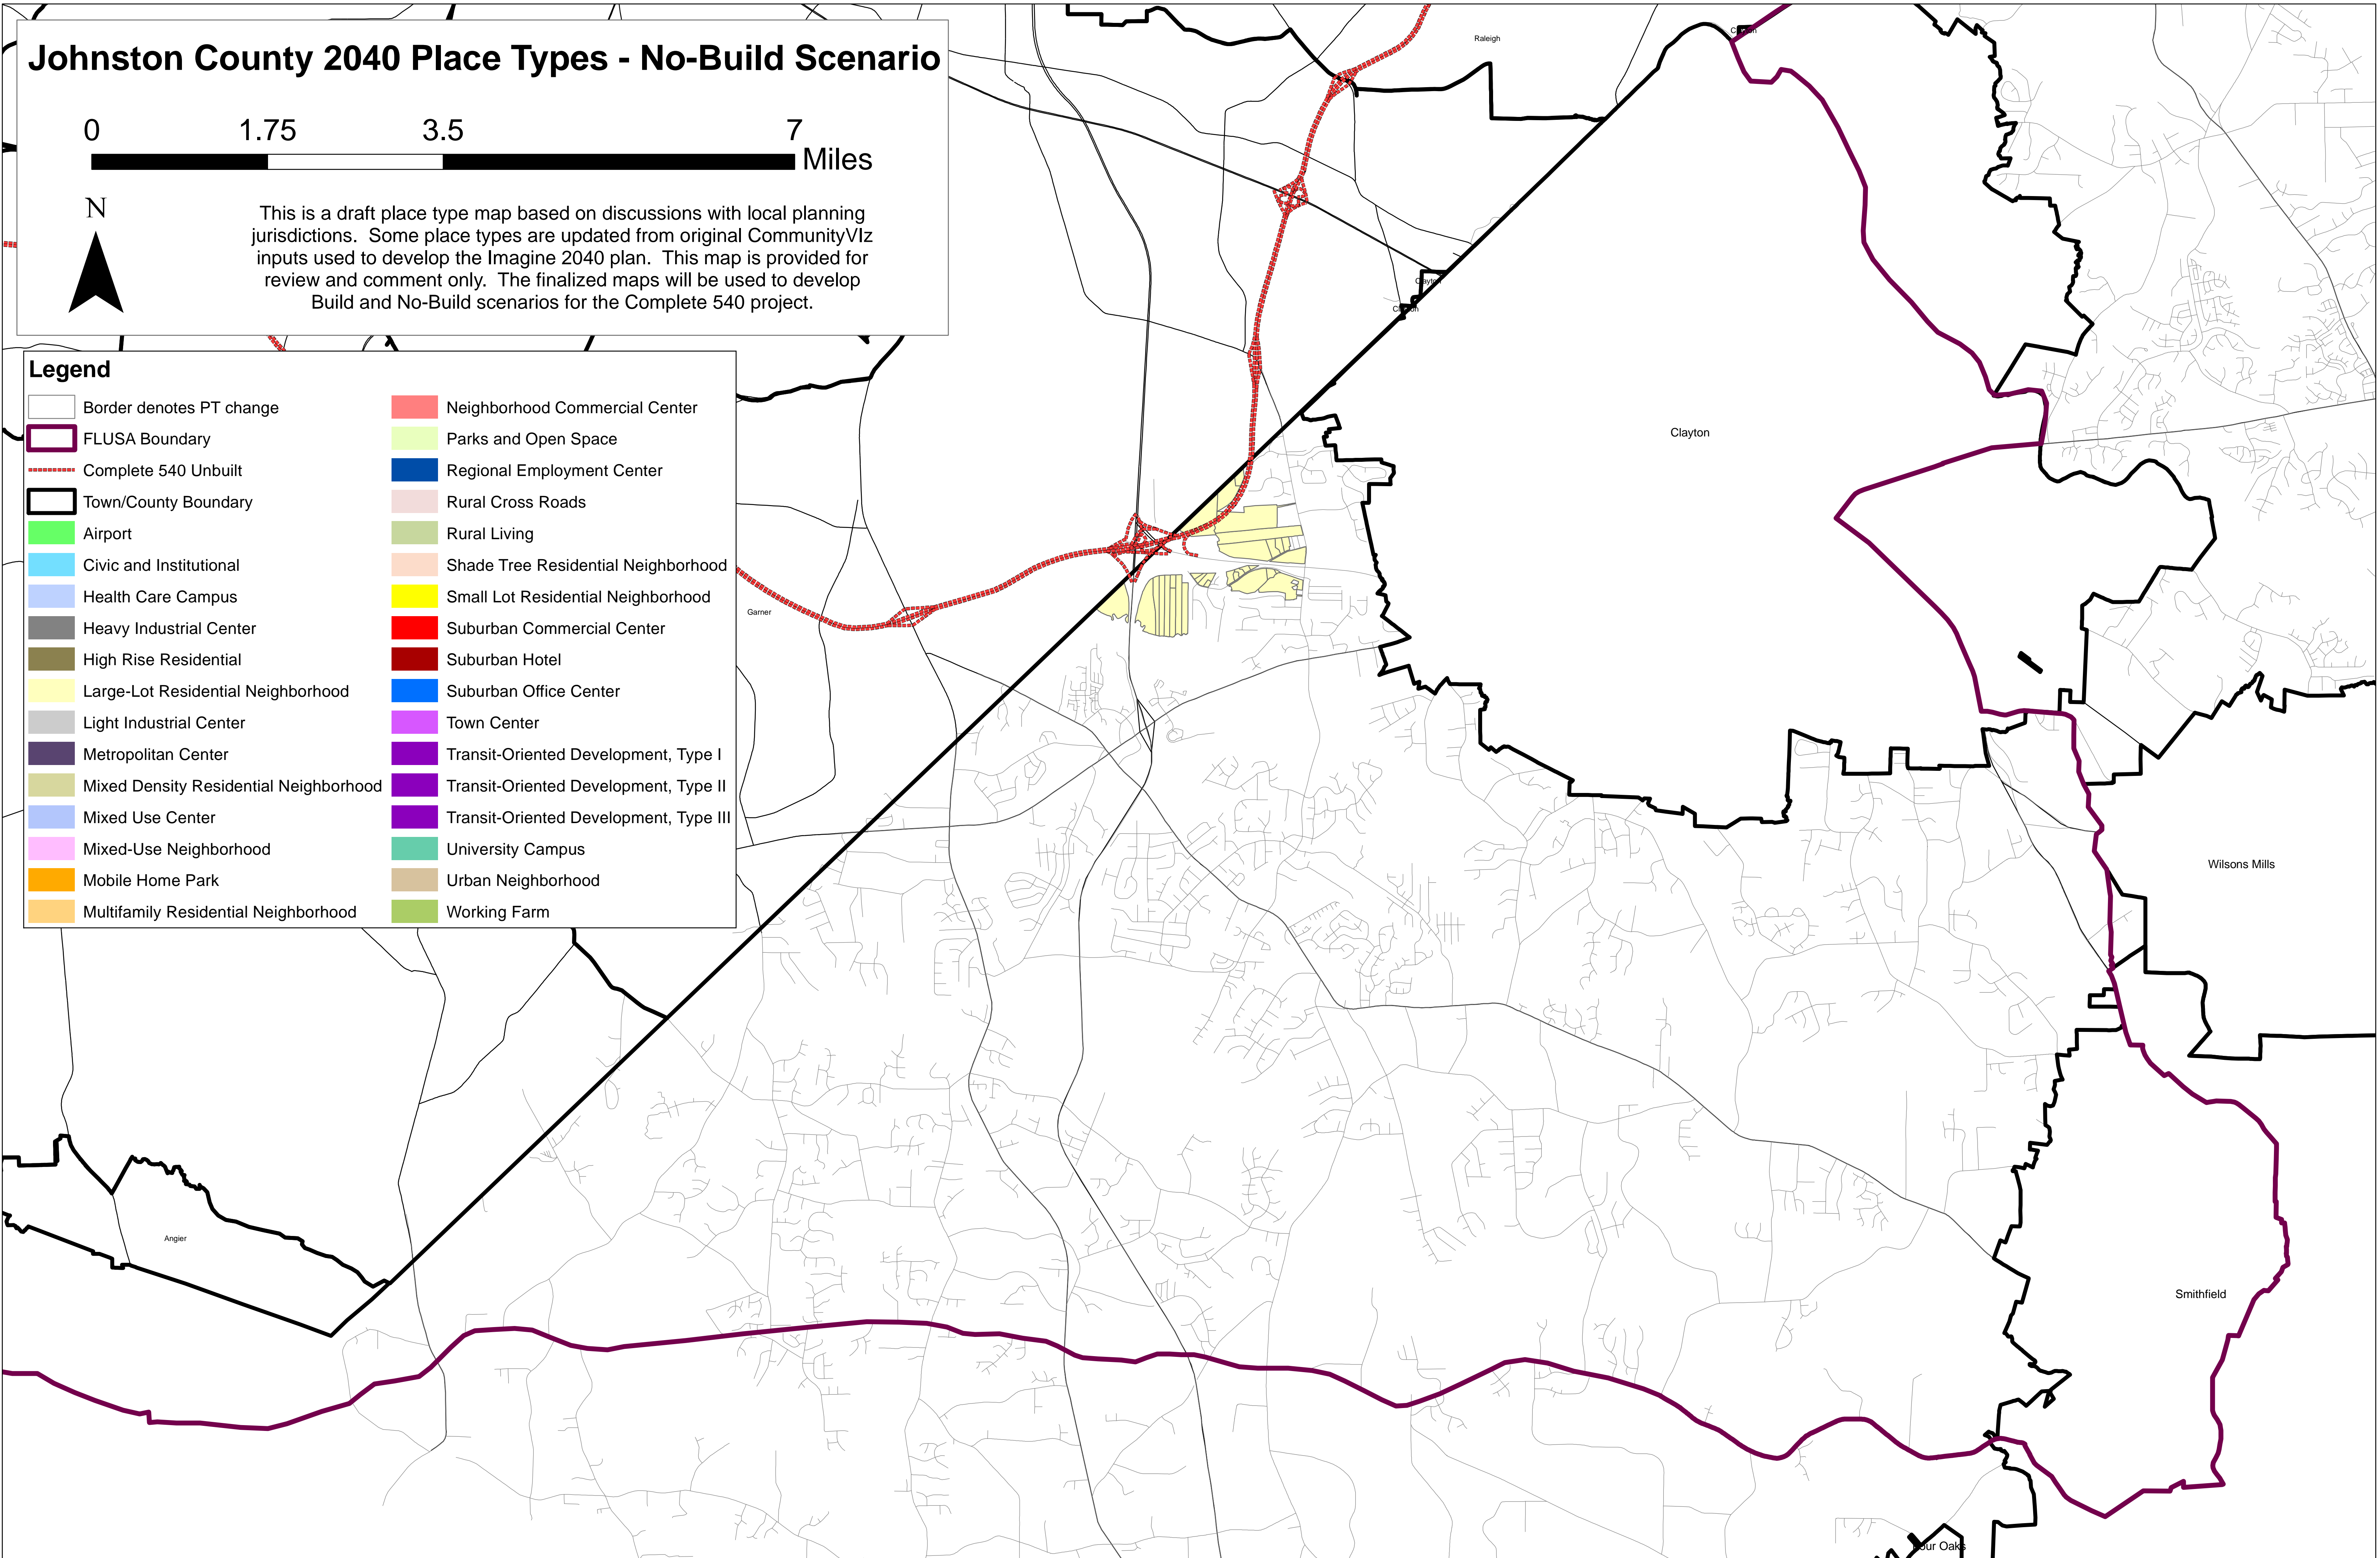 Johnston County 2040 Place Types - No-Build Scenario
0 1.75 3.5 7
Miles
N
This is a draft place type map based on discussions with local planning
jurisdictions. Some place types are updated from original CommunityVIz
inputs used to develop the Imagine 2040 plan. This map is provided for
review and comment only. The finalized maps will be used to develop
Build and No-Build scenarios for the Complete 540 project.
Legend
Border denotes PT change
FLUSA Boundary
Complete 540 Unbuilt
Town/County Boundary
Airport
Civic and Institutional
Health Care Campus
Heavy Industrial Center
High Rise Residential
Large-Lot Residential Neighborhood
Light Industrial Center
Metropolitan Center
Mixed Density Residential Neighborhood
Mixed Use Center
Mixed-Use Neighborhood
Mobile Home Park
Multifamily Residential Neighborhood
Neighborhood Commercial Center
Parks and Open Space
Regional Employment Center
Rural Cross Roads
Rural Living
Shade Tree Residential Neighborhood
Small Lot Residential Neighborhood
Suburban Commercial Center
Suburban Hotel
Suburban Office Center
Town Center
Transit-Oriented Development, Type I
Transit-Oriented Development, Type II
Transit-Oriented Development, Type III
University Campus
Urban Neighborhood
Working Farm
Raleigh
Clayton
Clayton
Clayton
Clayton
Garner
Wilsons Mills
Angier
Smithfield
Four Oaks